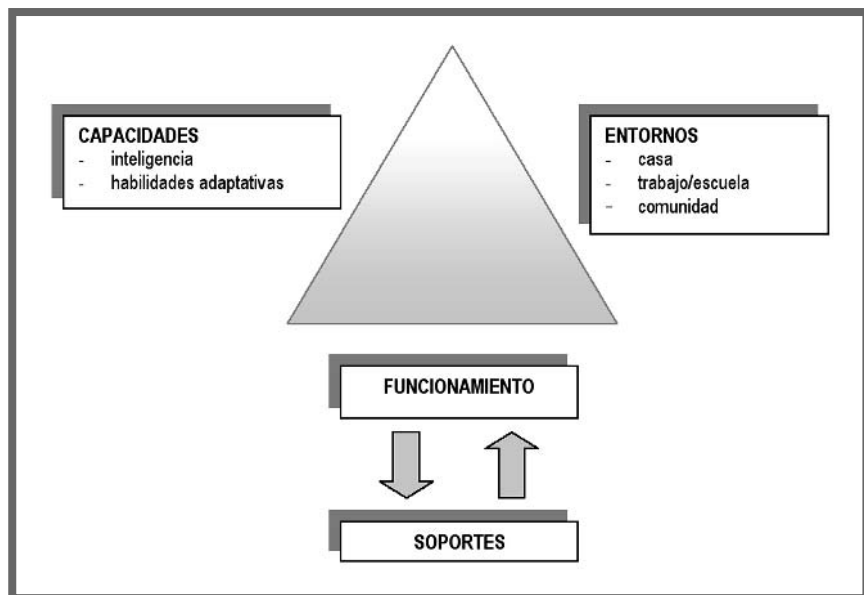 CAPACIDADES
- inteligencia
- habilidades adaptativas
ENTORNOS
- casa
- trabajo/escuela
- comunidad
FUNCIONAMIENTO
SOPORTES